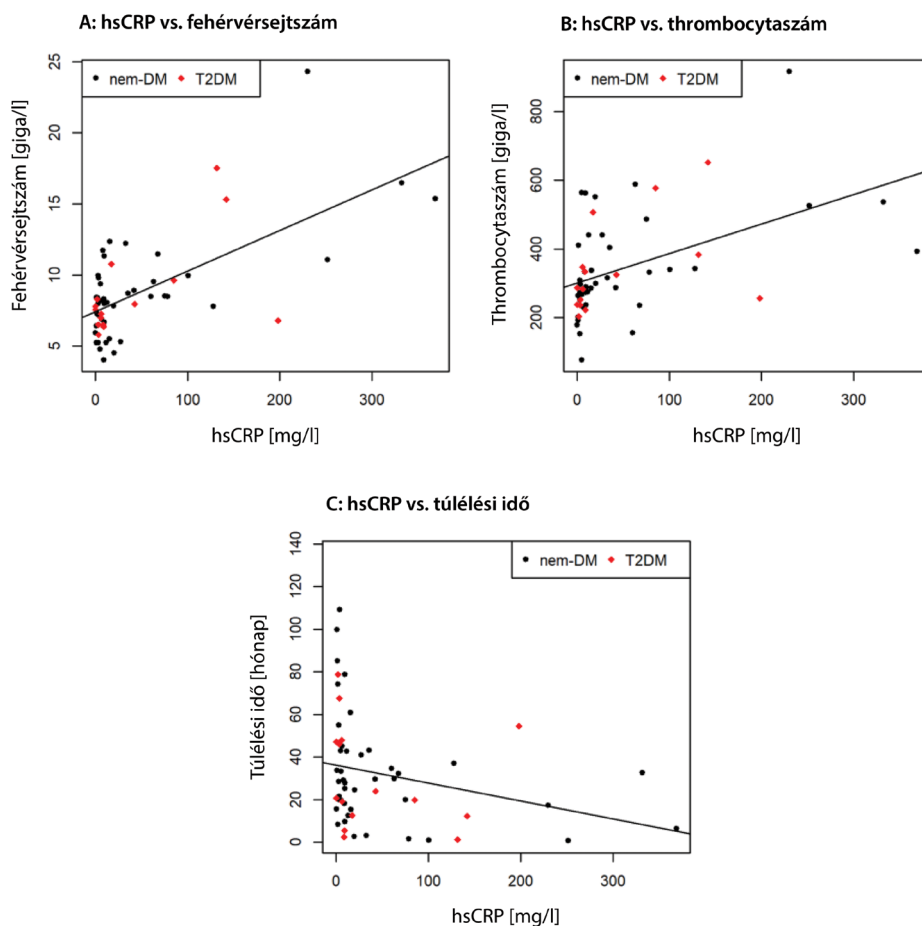 A: hsCRP vs. fehérvérsejtszám
nem-DM T2DM
Fehérvérsejtszám [giga/l]
25
20
15
10
5
0 100 200 300
hsCRP [mg/l]
B: hsCRP vs. thrombocytaszám
nem-DM T2DM
Thrombocytaszám [giga/l]
800
600
400
200
0 100 200 300
hsCRP [mg/l]
C: hsCRP vs. túlélési idő
nem-DM T2DM
Túlélési idő [hónap]
140
120
100
80
60
40
20
0
0 100 200 300
hsCRP [mg/l]